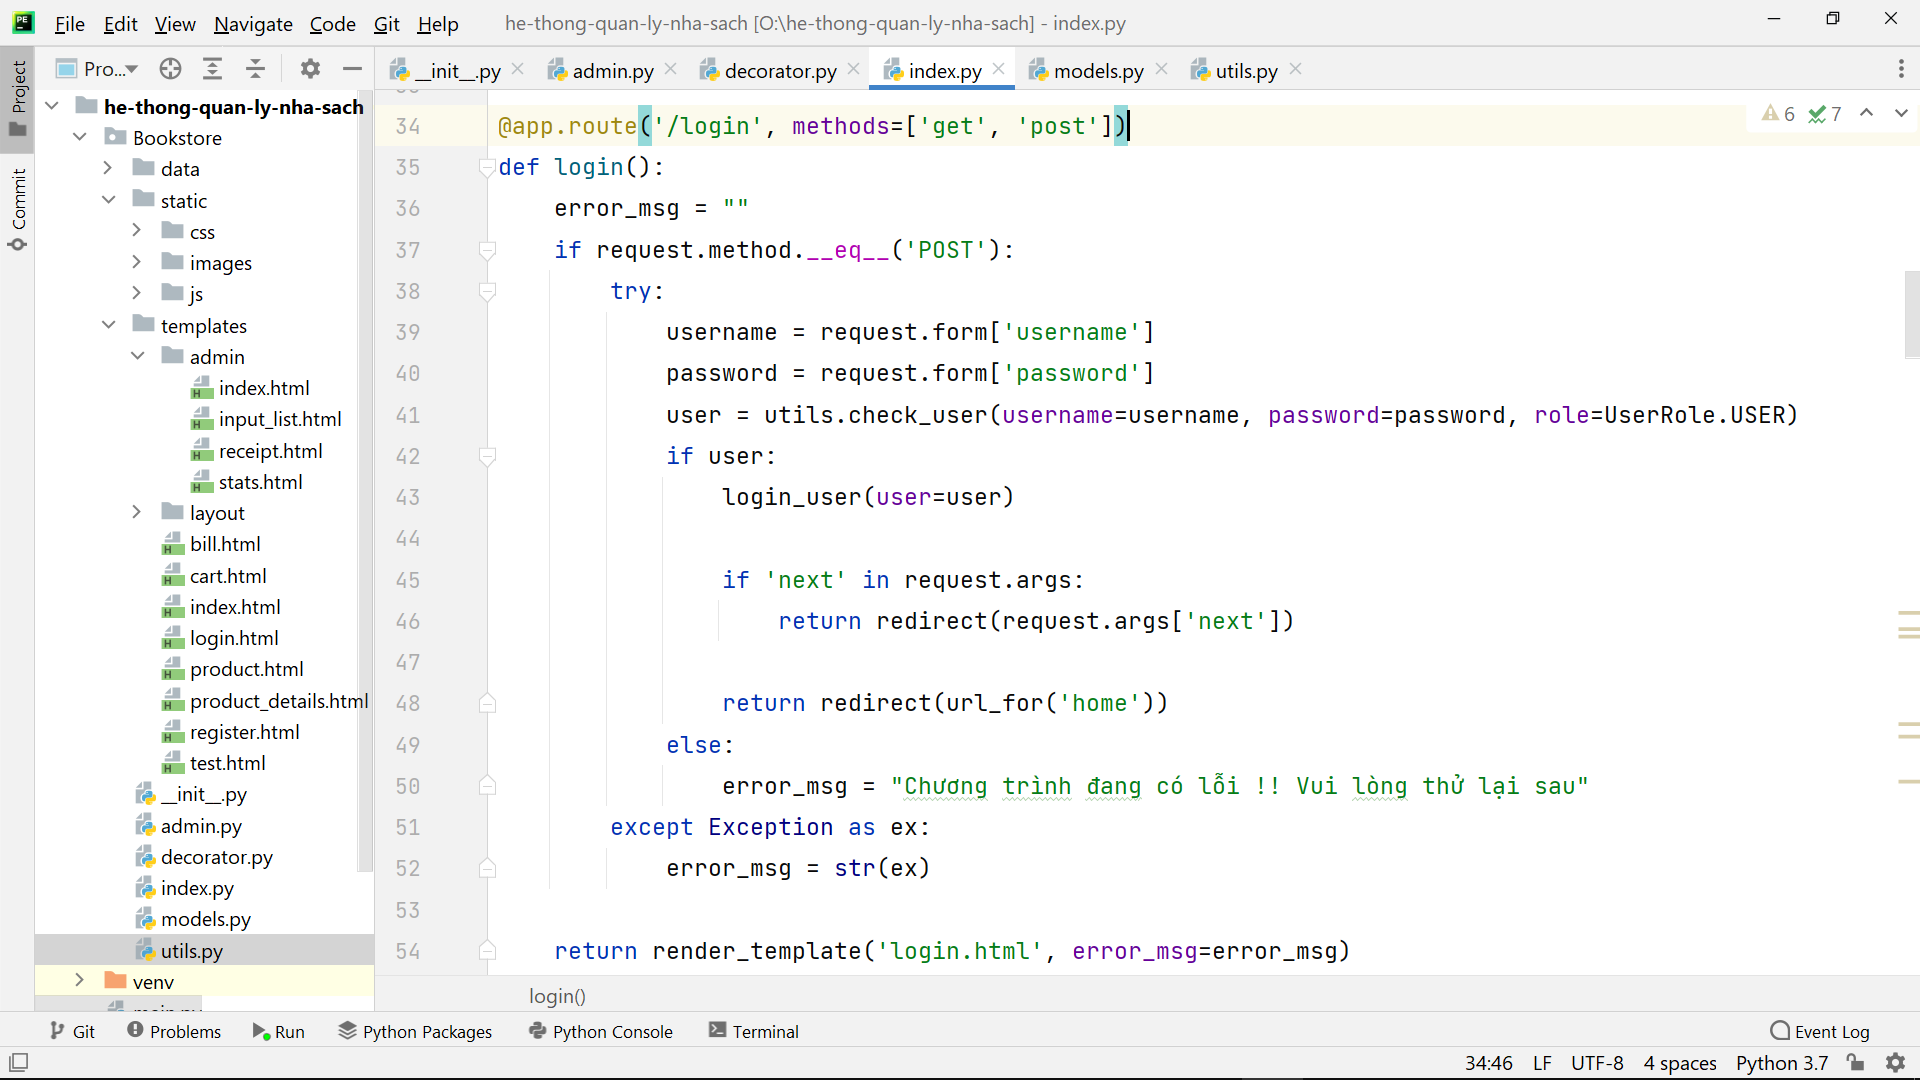 File Edit View Navigate Code Git Help he-thong-quan-ly-nha-sach [O:\he-thong-quan-ly-nha-sach] - index.py
Project
Commit
Pro...
he-thong-quan-ly-nha-sach
Bookstore
data
static
css
images
js
templates
admin
index.html
input_list.html
receipt.html
stats.html
layout
bill.html
cart.html
index.html
login.html
product.html
product_details.html
register.html
test.html
__init__.py
admin.py
decorator.py
index.py
models.py
utils.py
venv
main.py
__init__.py admin.py decorator.py index.py models.py utils.py
6 7
34 @app.route('/login', methods=['get', 'post'])
35 def login():
36 error_msg = ""
37 if request.method.__eq__('POST'):
38 try:
39 username = request.form['username']
40 password = request.form['password']
41 user = utils.check_user(username=username, password=password, role=UserRole.USER)
42 if user:
43 login_user(user=user)
44
45 if 'next' in request.args:
46 return redirect(request.args['next'])
47
48 return redirect(url_for('home'))
49 else:
50 error_msg = "Chương trình đang có lỗi !! Vui lòng thử lại sau"
51 except Exception as ex:
52 error_msg = str(ex)
53
54 return render_template('login.html', error_msg=error_msg)
login()
Git Problems Run Python Packages Python Console Terminal Event Log
34:46 LF UTF-8 4 spaces Python 3.7